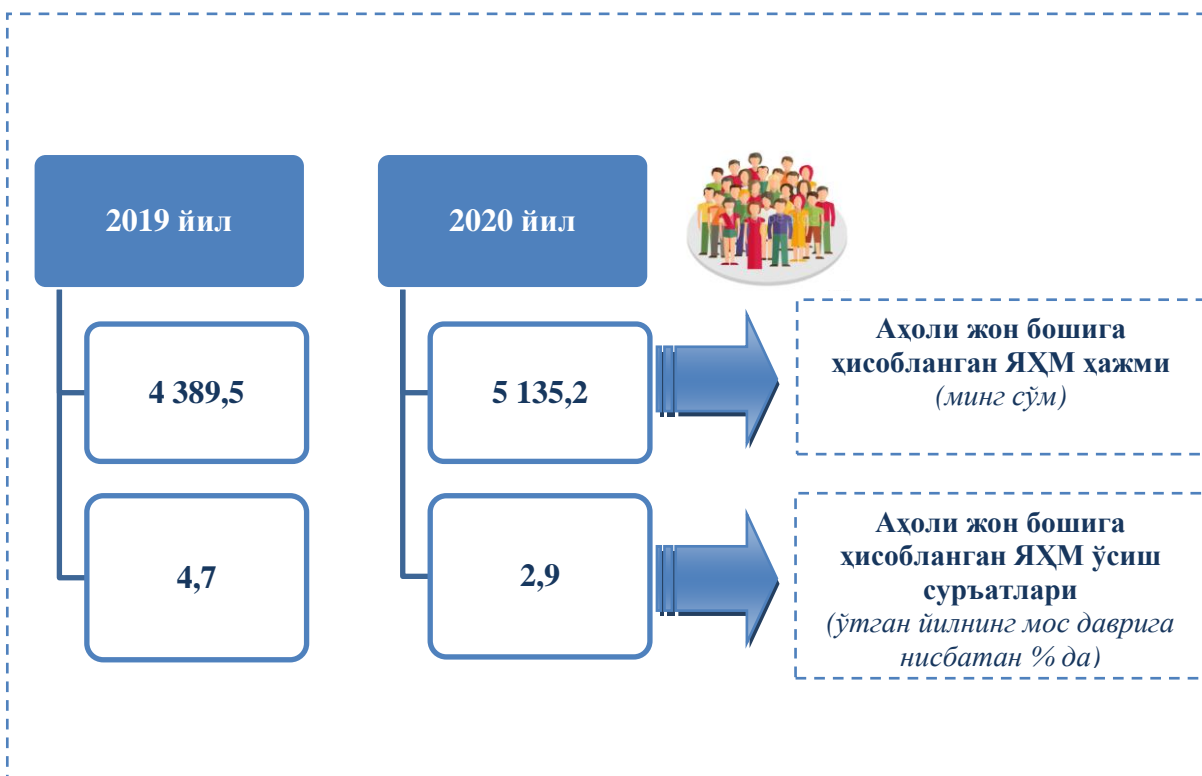 2019 йил
2020 йил
4 389,5
5 135,2
Аҳоли жон бошига
ҳисобланган ЯҲМ ҳажми
(минг сўм)
4,7
2,9
Аҳоли жон бошига
ҳисобланган ЯҲМ ўсиш
суръатлари
(ўтган йилнинг мос даврига
нисбатан % да)